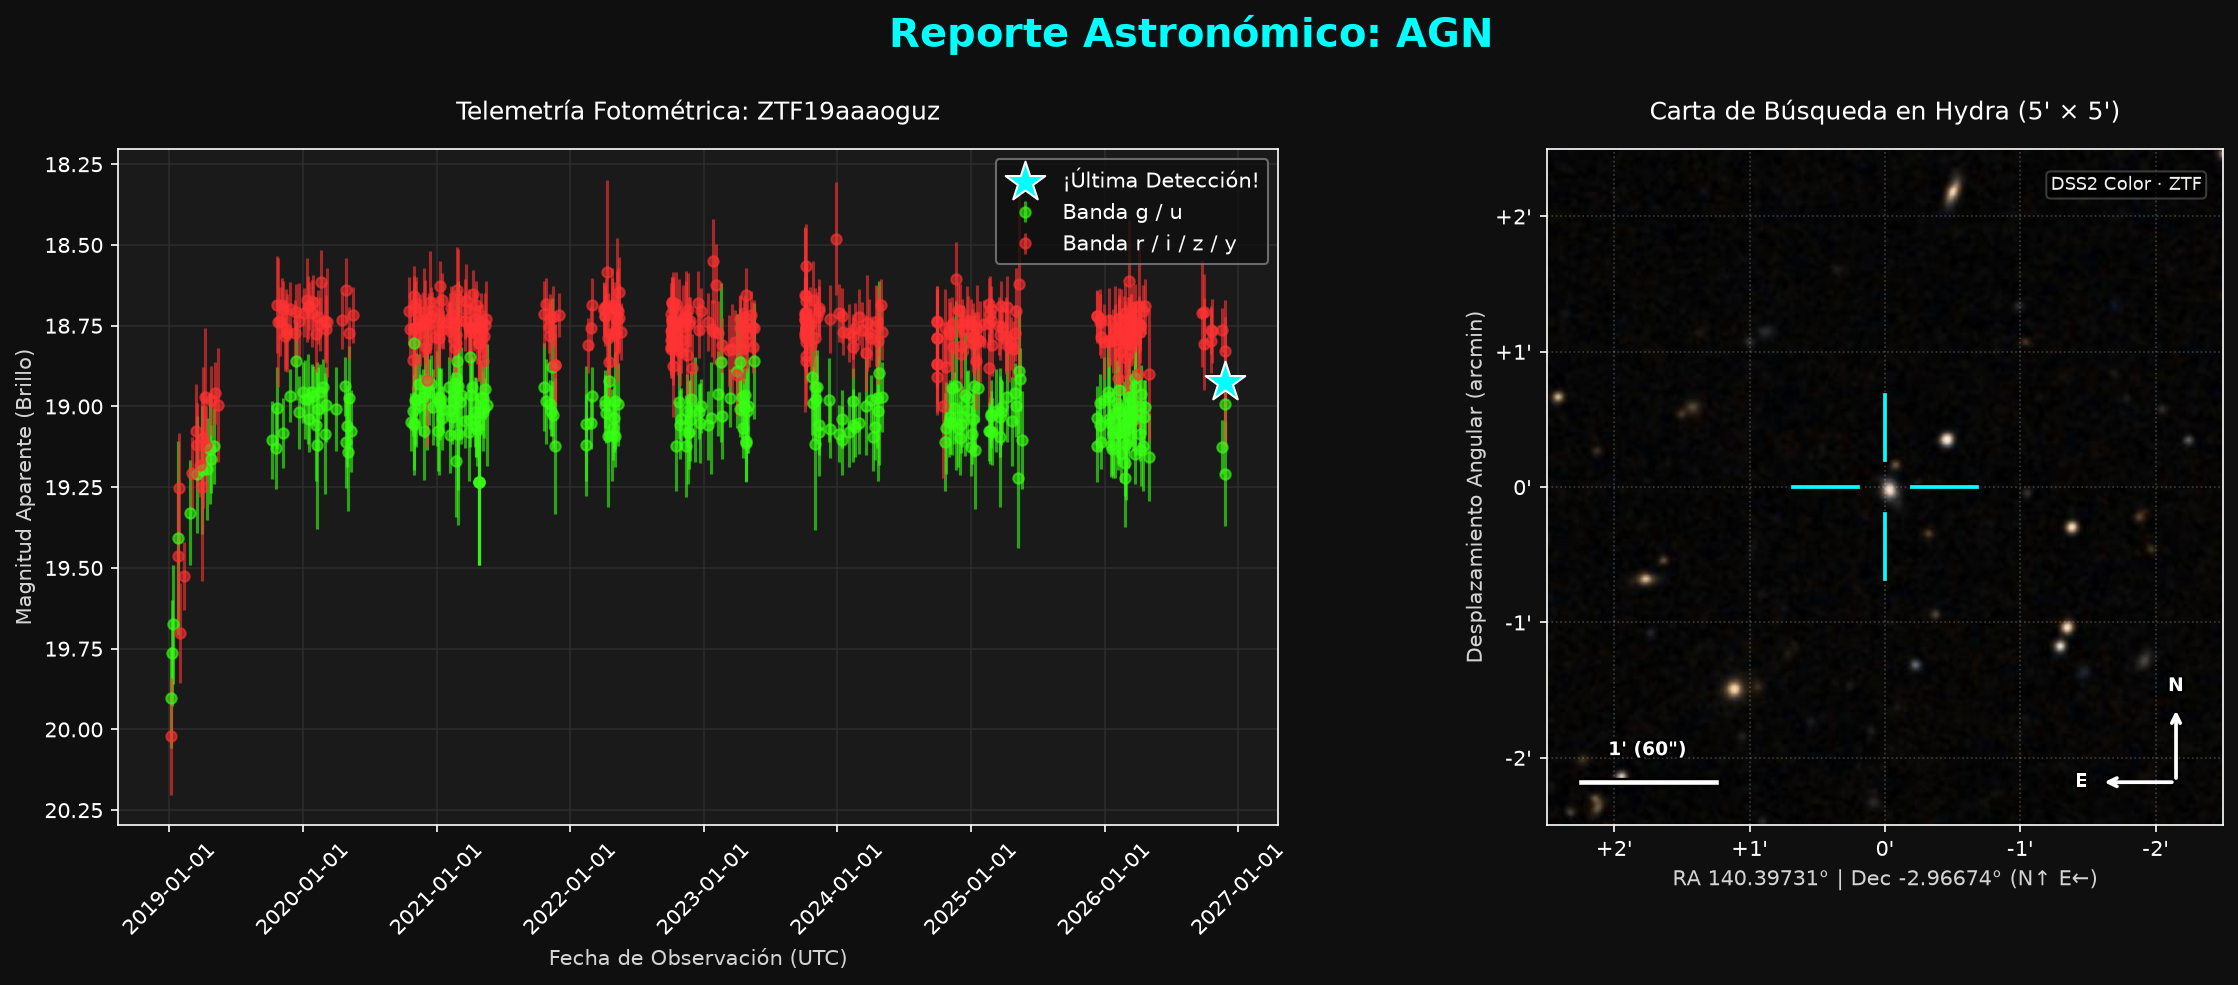 Reporte Astronómico: AGN
Telemetría Fotométrica: ZTF19aaaoguz
¡Última Detección!
Banda g / u
Banda r / i / z / y
Magnitud Aparente (Brillo)
18.25
18.50
18.75
19.00
19.25
19.50
19.75
20.00
20.25
2019-01-01
2020-01-01
2021-01-01
2022-01-01
2023-01-01
2024-01-01
2025-01-01
2026-01-01
2027-01-01
Fecha de Observación (UTC)
Carta de Búsqueda en Hydra (5' × 5')
DSS2 Color · ZTF
Desplazamiento Angular (arcmin)
+2'
+1'
0'
-1'
-2'
N
E
1' (60")
+2'
+1'
0'
-1'
-2'
RA 140.39731° | Dec -2.96674° (N↑ E←)